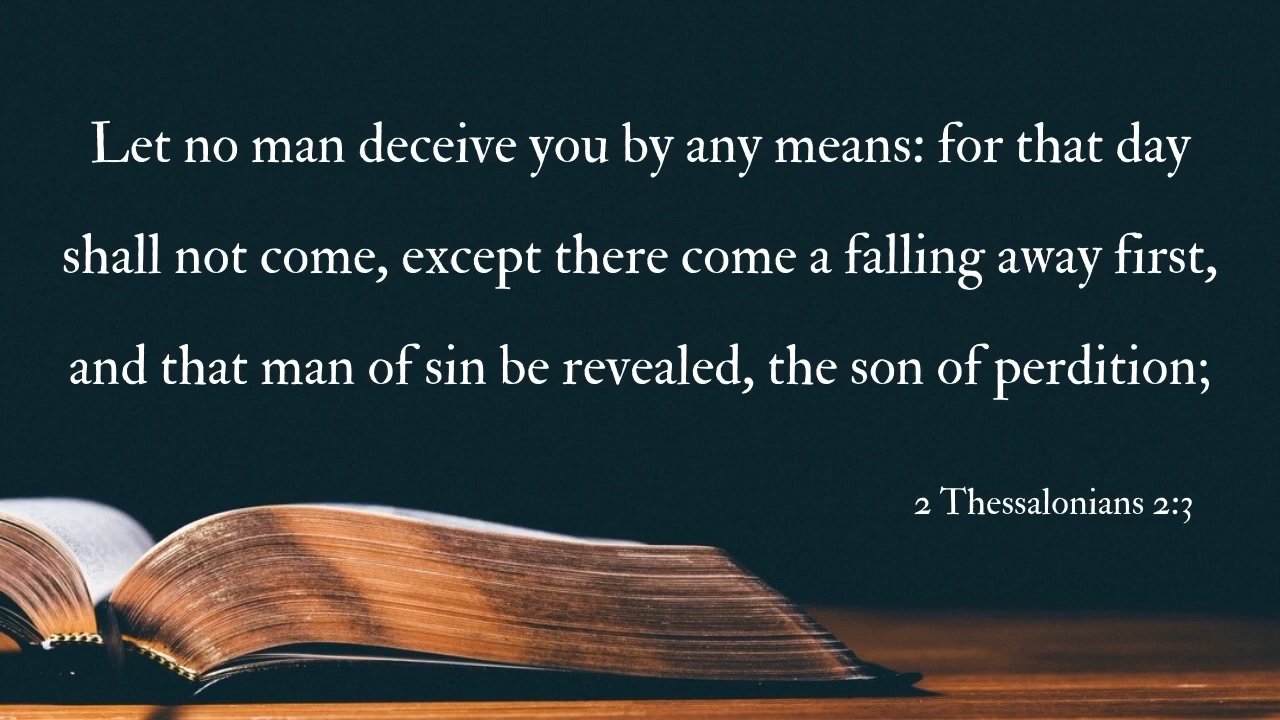 Let no man deceive you by any means: for that day
shall not come, except there come a falling away first,
and that man of sin be revealed, the son of perdition;
2 Thessalonians 2:3